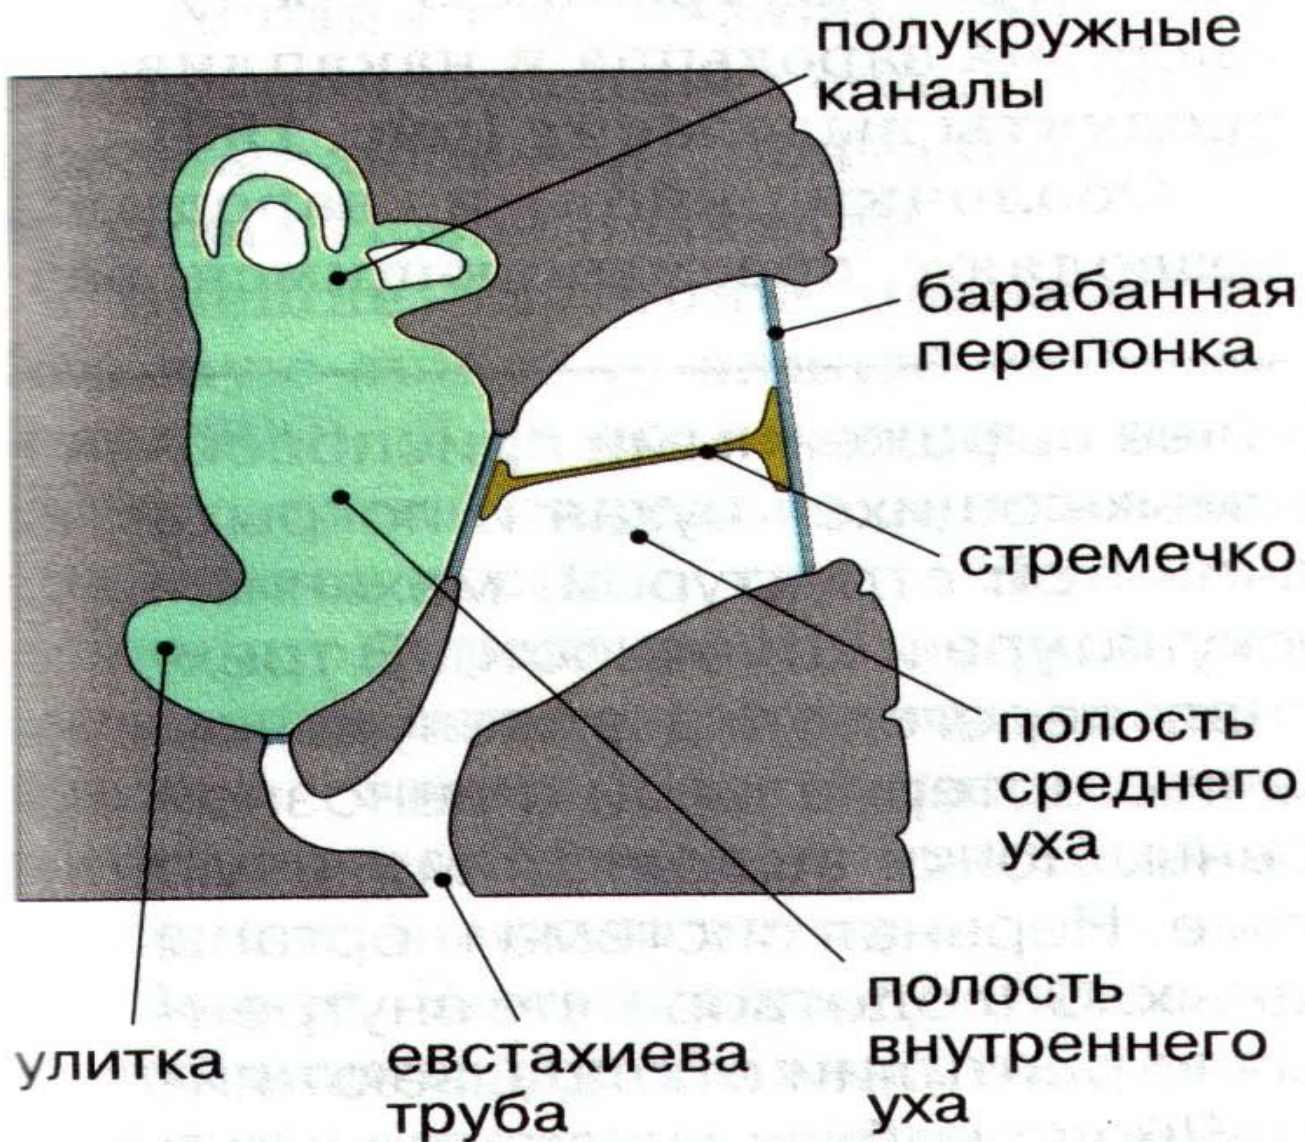 полукружные
каналы
барабанная
перепонка
стремечко
полость
среднего
уха
полость
внутреннего
уха
евстахиева
труба
улитка